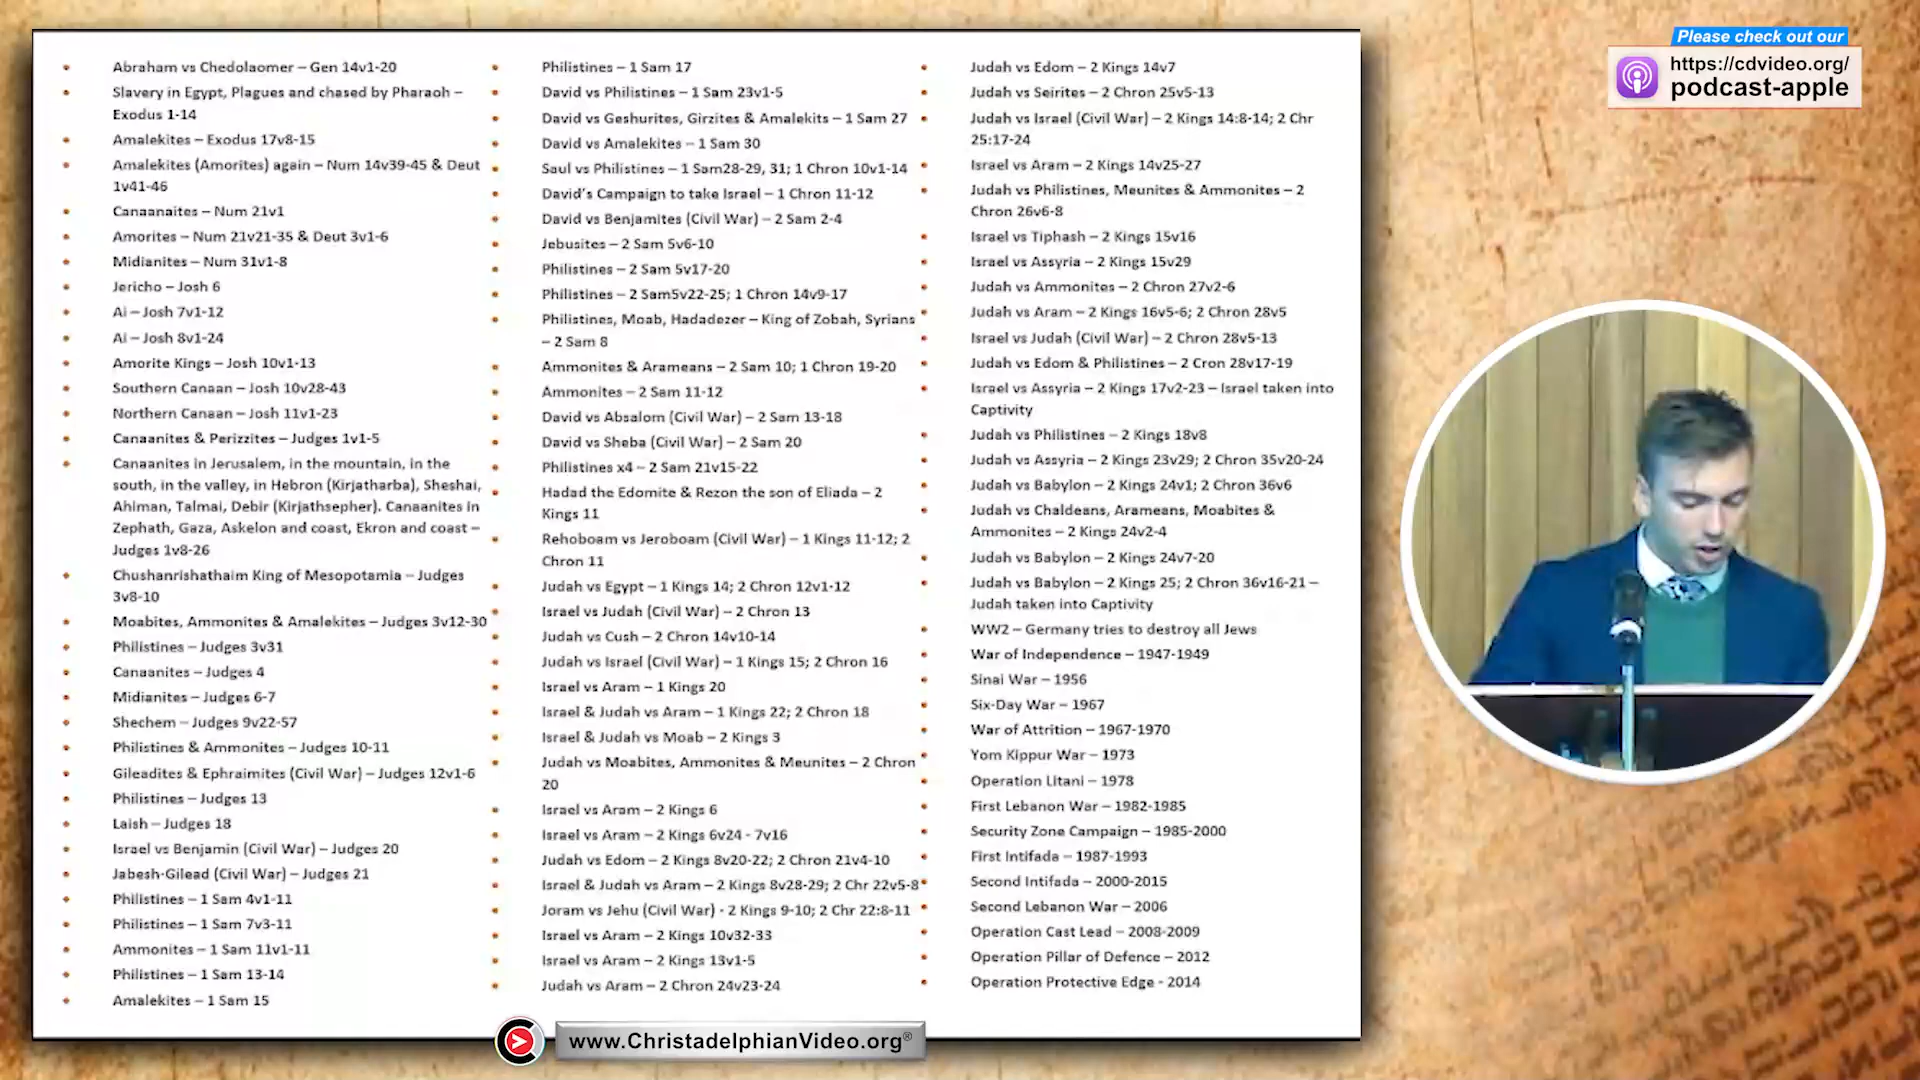 Abraham vs Chedolaomer – Gen 14v1-20
Slavery in Egypt, Plagues and chased by Pharaoh –
Exodus 1-14
Amalekites – Exodus 17v8-15
Amalekites (Amorites) again – Num 14v39-45 & Deut
1v41-46
Canaanaites – Num 21v1
Amorites – Num 21v21-35 & Deut 3v1-6
Midianites – Num 31v1-8
Jericho – Josh 6
Ai – Josh 7v1-12
Ai – Josh 8v1-24
Amorite Kings – Josh 10v1-13
Southern Canaan – Josh 10v28-43
Northern Canaan – Josh 11v1-23
Canaanites & Perizzites – Judges 1v1-5
Canaanites in Jerusalem, in the mountain, in the
south, in the valley, in Hebron (Kirjatharba), Sheshai,
Ahiman, Talmai, Debir (Kirjathsepher). Canaanites in
Zephath, Gaza, Askelon and coast, Ekron and coast –
Judges 1v8-26
Chushanrishathaim King of Mesopotamia – Judges
3v8-10
Moabites, Ammonites & Amalekites – Judges 3v12-30
Philistines – Judges 3v31
Canaanites – Judges 4
Midianites – Judges 6-7
Shechem – Judges 9v22-57
Philistines & Ammonites – Judges 10-11
Gileadites & Ephraimites (Civil War) – Judges 12v1-6
Philistines – Judges 13
Laish – Judges 18
Israel vs Benjamin (Civil War) – Judges 20
Jabesh-Gilead (Civil War) – Judges 21
Philistines – 1 Sam 4v1-11
Philistines – 1 Sam 7v3-11
Ammonites – 1 Sam 11v1-11
Philistines – 1 Sam 13-14
Amalekites – 1 Sam 15
Philistines – 1 Sam 17
David vs Philistines – 1 Sam 23v1-5
David vs Geshurites, Girzites & Amalekits – 1 Sam 27
David vs Amalekites – 1 Sam 30
Saul vs Philistines – 1 Sam28-29, 31; 1 Chron 10v1-14
David's Campaign to take Israel – 1 Chron 11-12
David vs Benjamites (Civil War) – 2 Sam 2-4
Jebusites – 2 Sam 5v6-10
Philistines – 2 Sam 5v17-20
Philistines – 2 Sam5v22-25; 1 Chron 14v9-17
Philistines, Moab, Hadadezer – King of Zobah, Syrians
– 2 Sam 8
Ammonites & Arameans – 2 Sam 10; 1 Chron 19-20
Ammonites – 2 Sam 11-12
David vs Absalom (Civil War) – 2 Sam 13-18
David vs Sheba (Civil War) – 2 Sam 20
Philistines x4 – 2 Sam 21v15-22
Hadad the Edomite & Rezon the son of Eliada – 2
Kings 11
Rehoboam vs Jeroboam (Civil War) – 1 Kings 11-12; 2
Chron 11
Judah vs Egypt – 1 Kings 14; 2 Chron 12v1-12
Israel vs Judah (Civil War) – 2 Chron 13
Judah vs Cush – 2 Chron 14v10-14
Judah vs Israel (Civil War) – 1 Kings 15; 2 Chron 16
Israel vs Aram – 1 Kings 20
Israel & Judah vs Aram – 1 Kings 22; 2 Chron 18
Israel & Judah vs Moab – 2 Kings 3
Judah vs Moabites, Ammonites & Meunites – 2 Chron
20
Israel vs Aram – 2 Kings 6
Israel vs Aram – 2 Kings 6v24 - 7v16
Judah vs Edom – 2 Kings 8v20-22; 2 Chron 21v4-10
Israel & Judah vs Aram – 2 Kings 8v28-29; 2 Chr 22v5-8
Joram vs Jehu (Civil War) - 2 Kings 9-10; 2 Chr 22:8-11
Israel vs Aram – 2 Kings 10v32-33
Israel vs Aram – 2 Kings 13v1-5
Judah vs Aram – 2 Chron 24v23-24
Judah vs Edom – 2 Kings 14v7
Judah vs Seirites – 2 Chron 25v5-13
Judah vs Israel (Civil War) – 2 Kings 14:8-14; 2 Chr
25:17-24
Israel vs Aram – 2 Kings 14v25-27
Judah vs Philistines, Meunites & Ammonites – 2
Chron 26v6-8
Israel vs Tiphash – 2 Kings 15v16
Israel vs Assyria – 2 Kings 15v29
Judah vs Ammonites – 2 Chron 27v2-6
Judah vs Aram – 2 Kings 16v5-6; 2 Chron 28v5
Israel vs Judah (Civil War) – 2 Chron 28v5-13
Judah vs Edom & Philistines – 2 Cron 28v17-19
Israel vs Assyria – 2 Kings 17v2-23 – Israel taken into
Captivity
Judah vs Philistines – 2 Kings 18v8
Judah vs Assyria – 2 Kings 23v29; 2 Chron 35v20-24
Judah vs Babylon – 2 Kings 24v1; 2 Chron 36v6
Judah vs Chaldeans, Arameans, Moabites &
Ammonites – 2 Kings 24v2-4
Judah vs Babylon – 2 Kings 24v7-20
Judah vs Babylon – 2 Kings 25; 2 Chron 36v16-21 –
Judah taken into Captivity
WW2 – Germany tries to destroy all Jews
War of Independence – 1947-1949
Sinai War – 1956
Six-Day War – 1967
War of Attrition – 1967-1970
Yom Kippur War – 1973
Operation Litani – 1978
First Lebanon War – 1982-1985
Security Zone Campaign – 1985-2000
First Intifada – 1987-1993
Second Intifada – 2000-2015
Second Lebanon War – 2006
Operation Cast Lead – 2008-2009
Operation Pillar of Defence – 2012
Operation Protective Edge - 2014
Please check out our
https://cdvideo.org/
podcast-apple
www.ChristadelphianVideo.org®